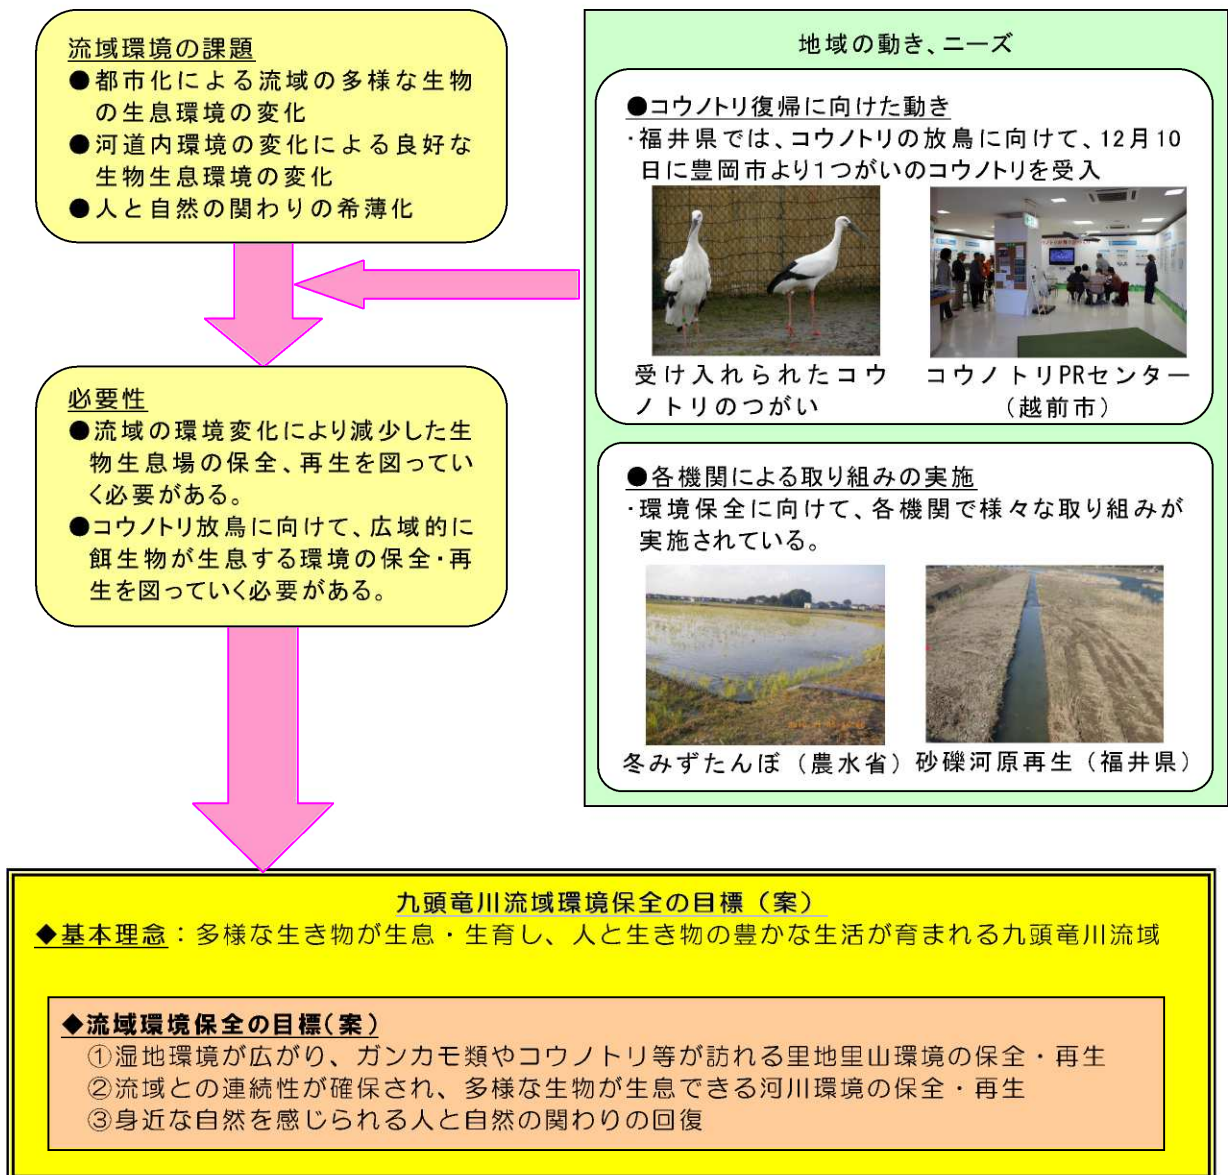 流域環境の課題
●都市化による流域の多様な生物
の生息環境の変化
●河道内環境の変化による良好な
生物生息環境の変化
●人と自然の関わりの希薄化
必要性
●流域の環境変化により減少した生
物生息場の保全、再生を図ってい
く必要がある。
●コウノトリ放鳥に向けて、広域的に
餌生物が生息する環境の保全・再
生を図っていく必要がある。
地域の動き、ニーズ
●コウノトリ復帰に向けた動き
・福井県では、コウノトリの放鳥に向けて、12月10
日に豊岡市より1つがいのコウノトリを受入
受け入れられたコウ
ノトリのつがい
コウノトリPRセンター
（越前市）
●各機関による取り組みの実施
・環境保全に向けて、各機関で様々な取り組みが
実施されている。
冬みずたんぼ（農水省）
砂礫河原再生（福井県）
九頭竜川流域環境保全の目標（案）
◆基本理念：多様な生き物が生息・生育し、人と生き物の豊かな生活が育まれる九頭竜川流域
◆流域環境保全の目標(案)
①湿地環境が広がり、ガンカモ類やコウノトリ等が訪れる里地里山環境の保全・再生
②流域との連続性が確保され、多様な生物が生息できる河川環境の保全・再生
③身近な自然を感じられる人と自然の関わりの回復